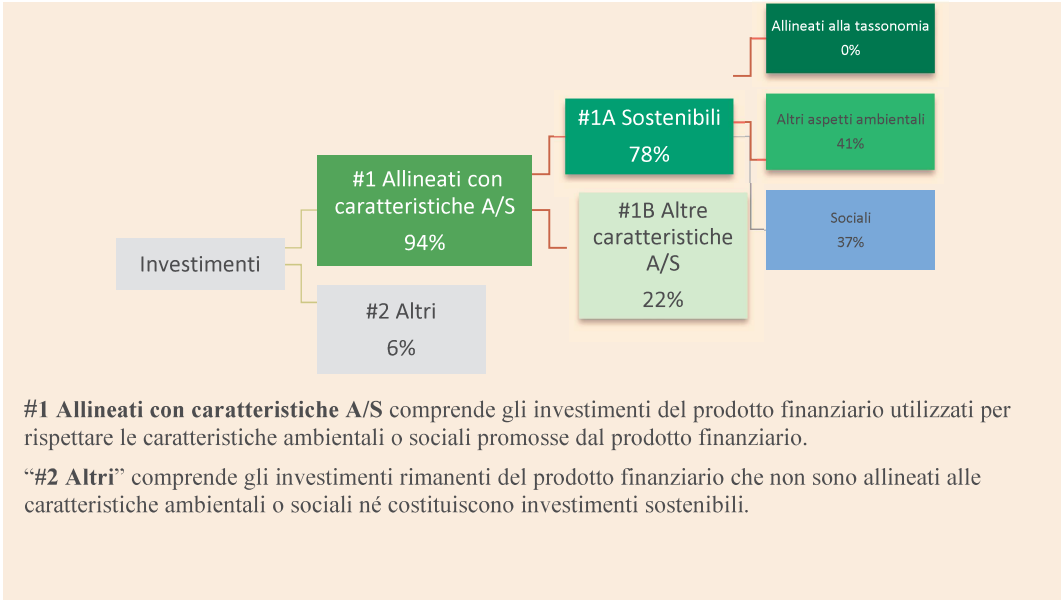 Allineati alla tassonomia
0%
#1A Sostenibili
78%
Altri aspetti ambientali
41%
#1 Allineati con
caratteristiche A/S
94%
#1B Altre
caratteristiche
A/S
22%
Sociali
37%
Investimenti
#2 Altri
6%
#1 Allineati con caratteristiche A/S comprende gli investimenti del prodotto finanziario utilizzati per
rispettare le caratteristiche ambientali o sociali promosse dal prodotto finanziario.
“#2 Altri” comprende gli investimenti rimanenti del prodotto finanziario che non sono allineati alle
caratteristiche ambientali o sociali né costituiscono investimenti sostenibili.